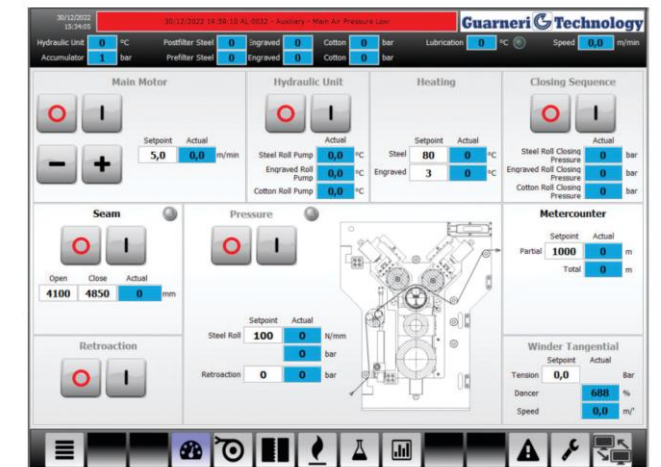 30/12/2022
15:34:05
30/12/2022 14:59:10 AL 0032 - Auxiliary - Main Air Pressure Low
Guarneri G Technology
Hydraulic Unit 0 °C Postfilter Steel 0 Engraved 0 Cotton 0 bar Lubrication 0 °C Speed 0,0 m/min
Accumulator 1 bar Prefilter Steel 0 Engraved 0 Cotton 0 bar
Main Motor
Setpoint Actual
5,0 0,0 m/min
Hydraulic Unit
Actual
Steel Roll Pump 0,0 °C
Engraved Roll
Pump 0,0 °C
Cotton Roll Pump 0,0 °C
Heating
Setpoint Actual
Steel 80 0 °C
Engraved 3 0 °C
Closing Sequence
Actual
Steel Roll Closing
Pressure 0 bar
Engraved Roll Closing
Pressure 0 bar
Cotton Roll Closing
Pressure 0 bar
Seam
Open Close Actual
4100 4850 0 mm
Retroaction
Pressure
Setpoint Actual
Steel Roll 100 0 N/mm
0 bar
Retroaction 0 0 bar
Metercounter
Setpoint Actual
Partial 1000 0 m
Total 0 m
Winder Tangential
Setpoint Actual
Tension 0,0 Bar
Dancer 688 %
Speed 0,0 m/'